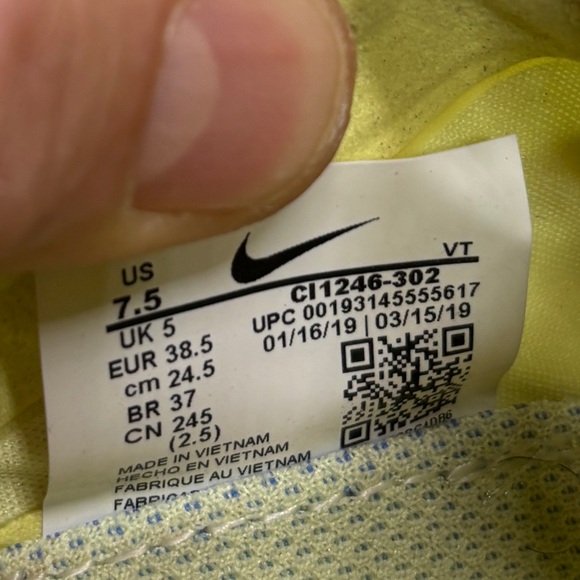 US
7.5
UK 5
EUR 38.5
cm 24.5
BR 37
CN 245
(2.5)
VT
CI1246-302
UPC 00193145555617
01/16/19 | 03/15/19
MADE IN VIETNAM
HECHO EN VIETNAM
FABRIQUE AU VIETNAM